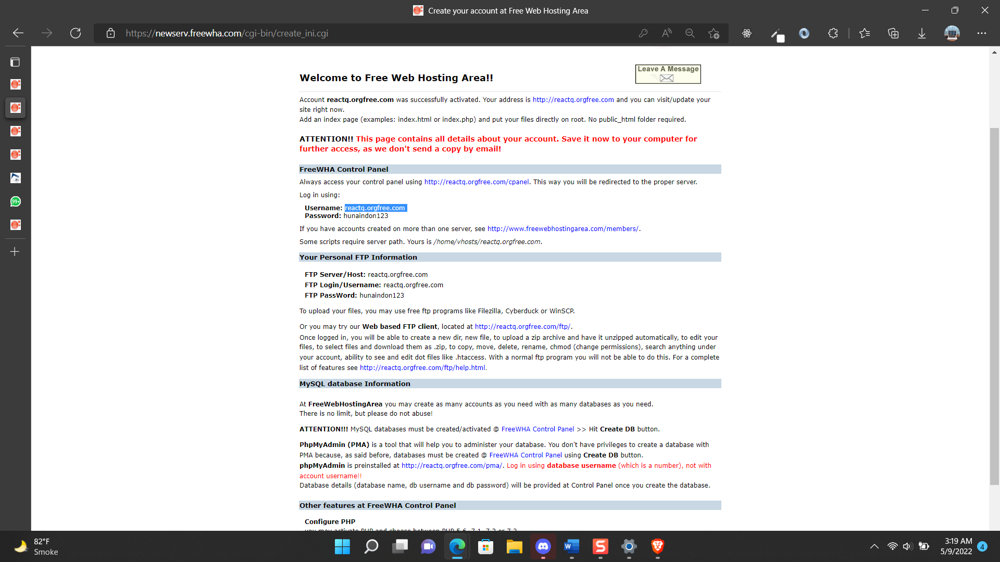 Create your account at Free Web Hosting Area
https://newserv.freewha.com/cgi-bin/create_ini.cgi
Leave A Message
Welcome to Free Web Hosting Area!!
Account reactq.orgfree.com was successfully activated. Your address is http://reactq.orgfree.com and you can visit/update your
site right now.
Add an index page (examples: index.html or index.php) and put your files directly on root. No public_html folder required.
ATTENTION!! This page contains all details about your account. Save it now to your computer for
further access, as we don't send a copy by email!
FreeWHA Control Panel
Always access your control panel using http://reactq.orgfree.com/cpanel. This way you will be redirected to the proper server.
Log in using:
Username: reactq.orgfree.com
Password: hunaindon123
If you have accounts created on more than one server, see http://www.freewebhostingarea.com/members/.
Some scripts require server path. Yours is /home/vhosts/reactq.orgfree.com.
Your Personal FTP Information
FTP Server/Host: reactq.orgfree.com
FTP Login/Username: reactq.orgfree.com
FTP PassWord: hunaindon123
To upload your files, you may use free ftp programs like Filezilla, Cyberduck or WinSCP.
Or you may try our Web based FTP client, located at http://reactq.orgfree.com/ftp/.
Once logged in, you will be able to create a new dir, new file, to upload a zip archive and have it unzipped automatically, to edit your
files, to select files and download them as .zip, to copy, move, delete, rename, chmod (change permissions), search anything under
your account, ability to see and edit dot files like .htaccess. With a normal ftp program you will not be able to do this. For a complete
list of features see http://reactq.orgfree.com/ftp/help.html.
MySQL database Information
At FreeWebHostingArea you may create as many accounts as you need with as many databases as you need.
There is no limit, but please do not abuse!
ATTENTION!!! MySQL databases must be created/activated @ FreeWHA Control Panel >> Hit Create DB button.
PhpMyAdmin (PMA) is a tool that will help you to administer your database. You don't have privileges to create a database with
PMA because, as said before, databases must be created @ FreeWHA Control Panel using Create DB button.
phpMyAdmin is preinstalled at http://reactq.orgfree.com/pma/. Log in using database username (which is a number), not with
account username!!
Database details (database name, db username and db password) will be provided at Control Panel once you create the database.
Other features at FreeWHA Control Panel
Configure PHP
you may activate PHP and choose between PHP 5.6, 7.1, 7.2 or 7.3
99+
82°F
Smoke
3:19 AM
5/9/2022
4